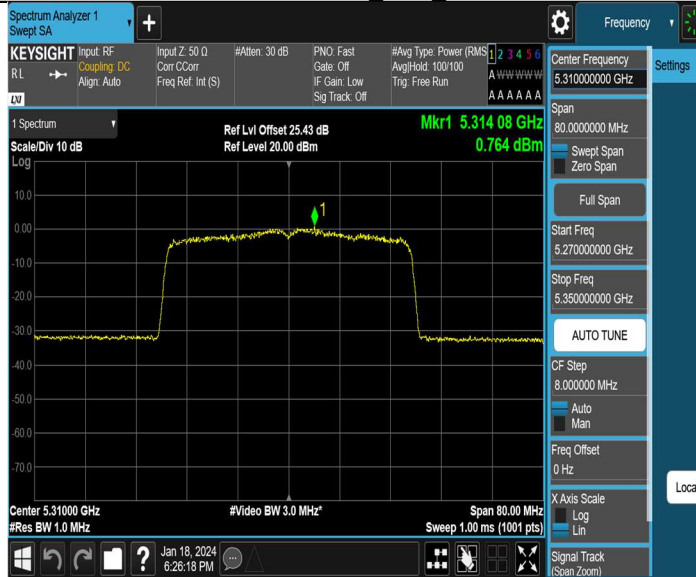 Spectrum Analyzer 1
Swept SA
Frequency
KEYSIGHT
RL
LXI
Input: RF
Coupling: DC
Align: Auto
Input Z: 50 Ω
Corr CCorr
Freq Ref: Int (S)
#Atten: 30 dB
PNO: Fast
Gate: Off
IF Gain: Low
Sig Track: Off
#Avg Type: Power (RMS
Avg|Hold: 100/100
Trig: Free Run
1 2 3 4 5 6
A W W W W W
A A A A A A
1 Spectrum
Scale/Div 10 dB
Ref Lvl Offset 25.43 dB
Ref Level 20.00 dBm
Mkr1 5.314 08 GHz
0.764 dBm
Log
10.0
0.00
-10.0
-20.0
-30.0
-40.0
-50.0
-60.0
-70.0
1
Center 5.31000 GHz
#Res BW 1.0 MHz
#Video BW 3.0 MHz*
Span 80.00 MHz
Sweep 1.00 ms (1001 pts)
Jan 18, 2024
6:26:18 PM
Center Frequency
5.310000000 GHz
Settings
Span
80.0000000 MHz
Swept Span
Zero Span
Full Span
Start Freq
5.270000000 GHz
Stop Freq
5.350000000 GHz
AUTO TUNE
CF Step
8.000000 MHz
Auto
Man
Freq Offset
0 Hz
X Axis Scale
Log
Lin
Signal Track
(Span Zoom)
Loca